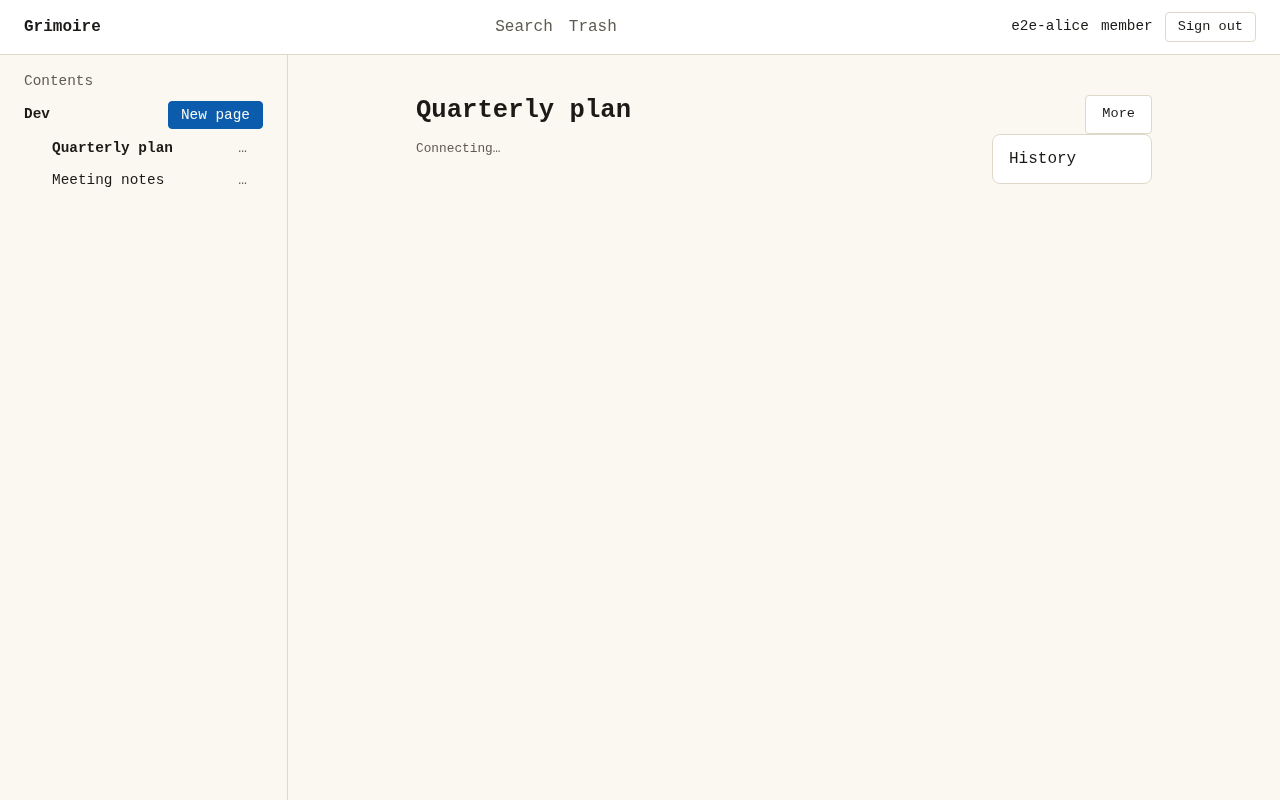 Grimoire
Search Trash
e2e-alice member Sign out
Contents
Dev New page
Quarterly plan …
Meeting notes …
Quarterly plan
More
Connecting…
History